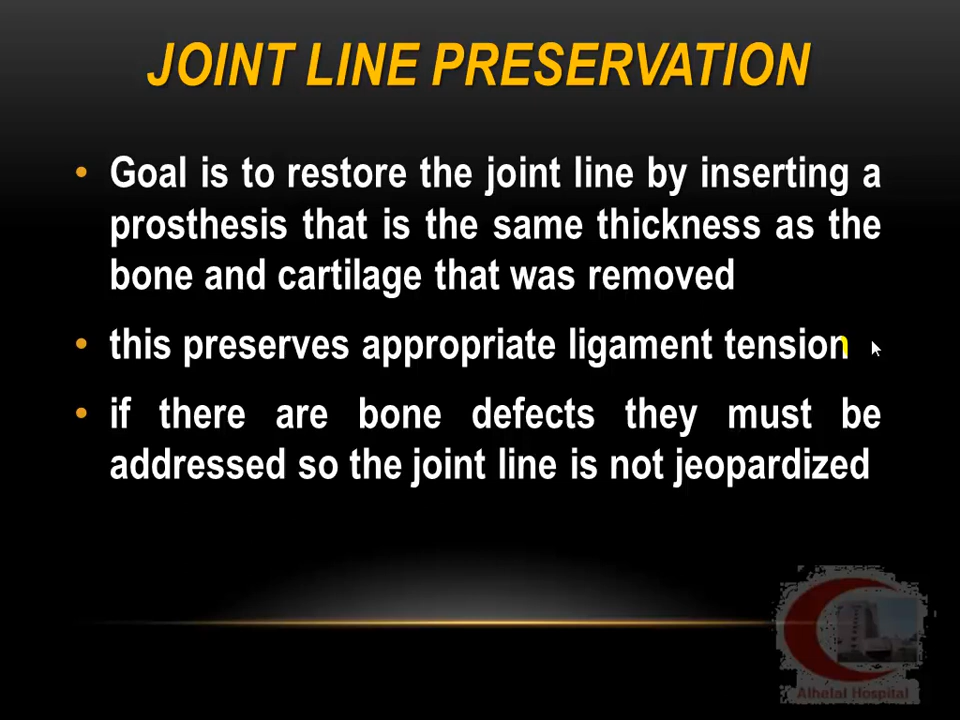 JOINT LINE PRESERVATION
• Goal is to restore the joint line by inserting a
prosthesis that is the same thickness as the
bone and cartilage that was removed
• this preserves appropriate ligament tension
• if there are bone defects they must be
addressed so the joint line is not jeopardized
Alhelal Hospital